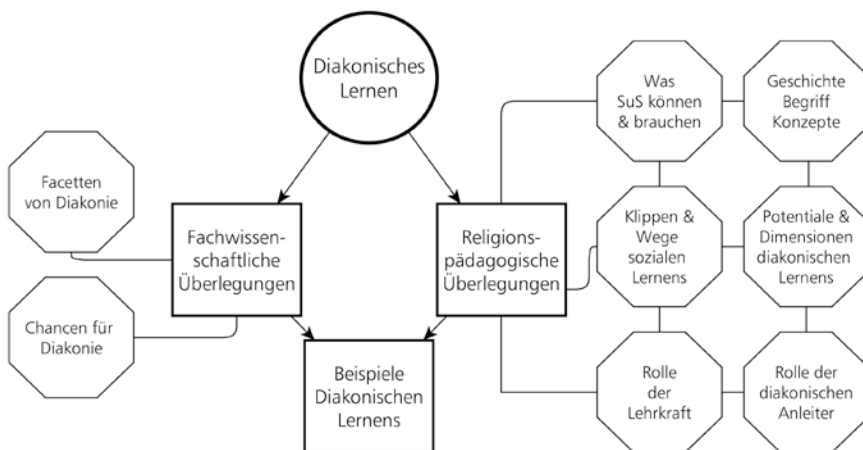 Diakonisches
Lernen
Facetten
von Diakonie
Chancen für
Diakonie
Fachwissen-
schaftliche
Überlegungen
Religions-
pädagogische
Überlegungen
Beispiele
Diakonischen
Lernens
Was
SuS können
& brauchen
Geschichte
Begriff
Konzepte
Klippen &
Wege
sozialen
Lernens
Potentiale &
Dimensionen
diakonischen
Lernens
Rolle
der
Lehrkraft
Rolle der
diakonischen
Anleiter